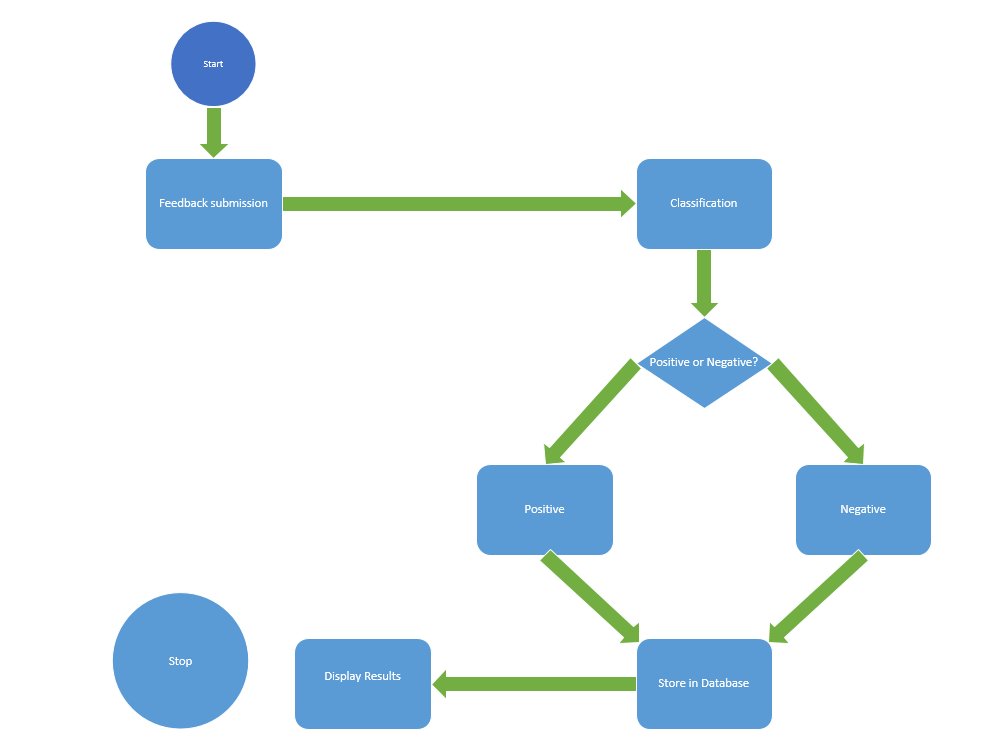 Start
Feedback submission
Classification
Positive or Negative?
Positive
Negative
Stop
Display Results
Store in Database